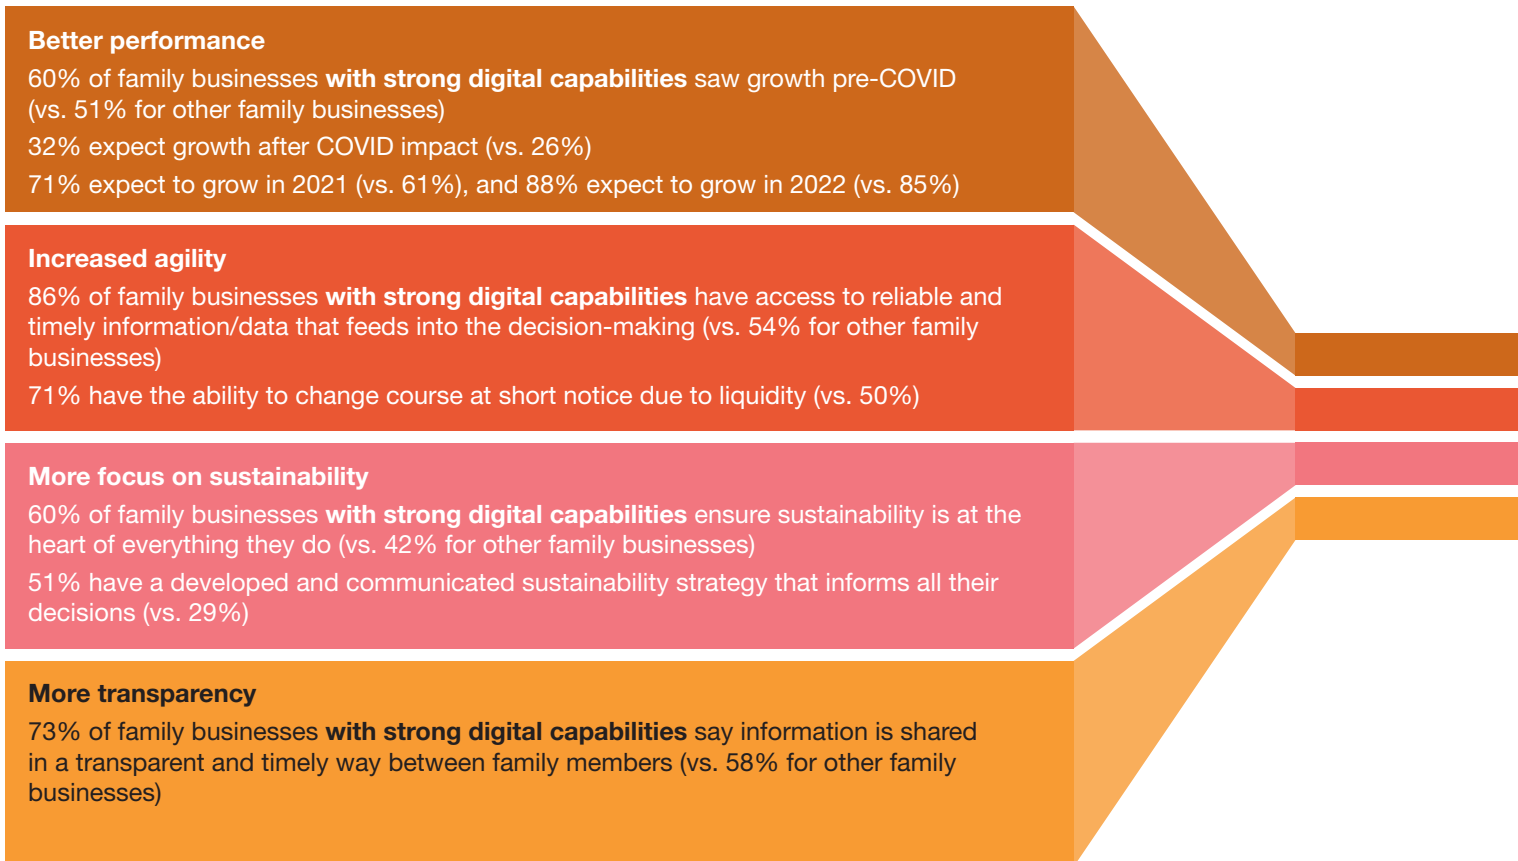 Better performance
60% of family businesses with strong digital capabilities saw growth pre-COVID
(vs. 51% for other family businesses)
32% expect growth after COVID impact (vs. 26%)
71% expect to grow in 2021 (vs. 61%), and 88% expect to grow in 2022 (vs. 85%)
Increased agility
86% of family businesses with strong digital capabilities have access to reliable and
timely information/data that feeds into the decision-making (vs. 54% for other family
businesses)
71% have the ability to change course at short notice due to liquidity (vs. 50%)
More focus on sustainability
60% of family businesses with strong digital capabilities ensure sustainability is at the
heart of everything they do (vs. 42% for other family businesses)
51% have a developed and communicated sustainability strategy that informs all their
decisions (vs. 29%)
More transparency
73% of family businesses with strong digital capabilities say information is shared
in a transparent and timely way between family members (vs. 58% for other family
businesses)